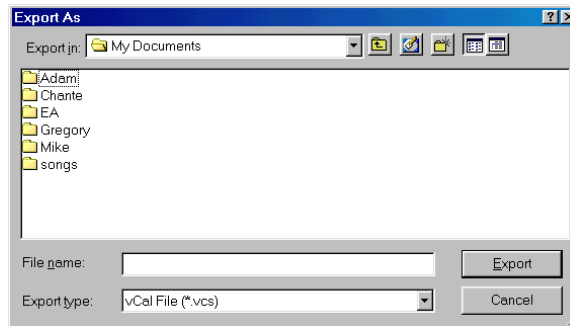 Export As
Export in: My Documents
Adam
Chante
EA
Gregory
Mike
songs
File name: Export
Export type: vCal File (*.vcs) Cancel